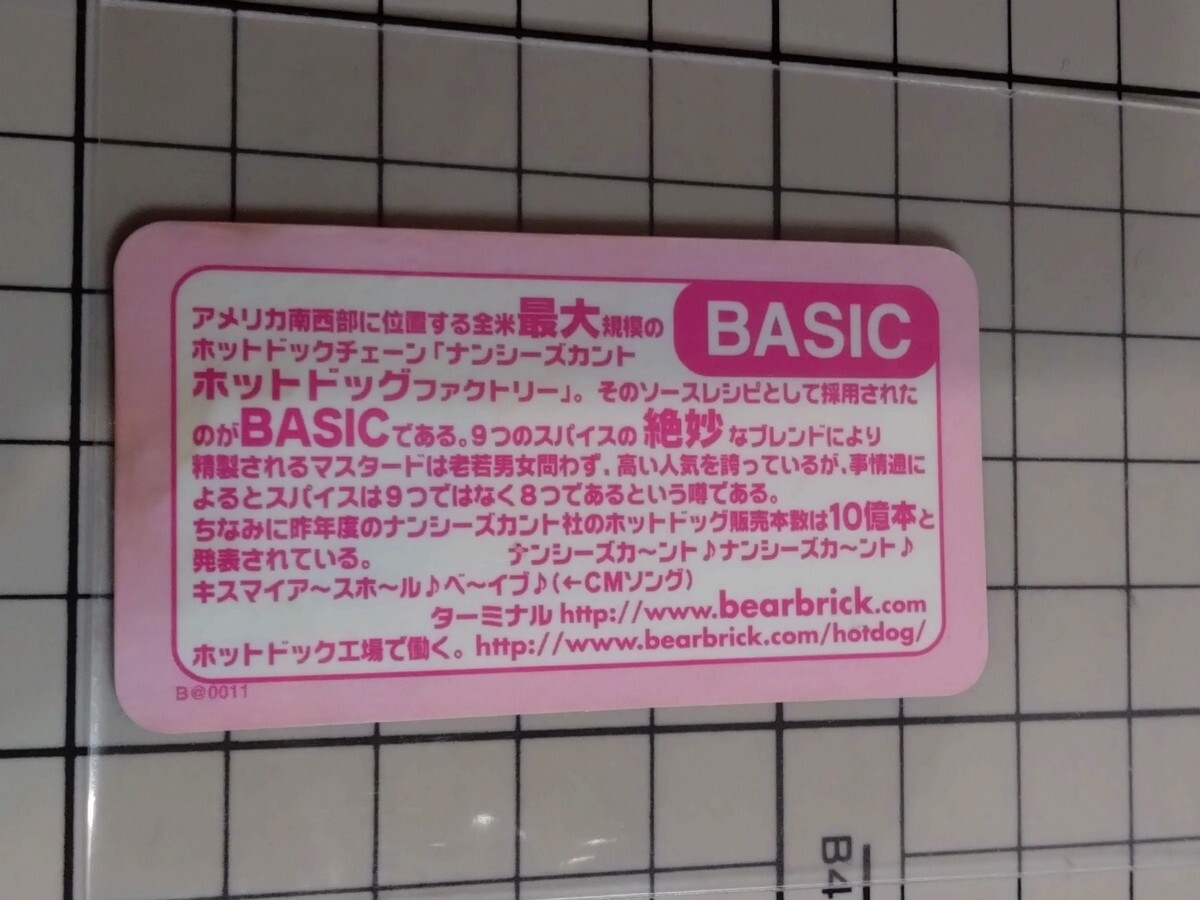 BASIC
アメリカ南西部に位置する全米最大規模の
ホットドックチェーン「ナンシーズカント
ホットドッグファクトリー」。そのソースレシピとして採用された
のがBASICである。9つのスパイスの絶妙なブレンドにより
精製されるマスタードは老若男女問わず、高い人気を誇っているが、事情通に
よるとスパイスは9つではなく8つであるという噂である。
ちなみに昨年度のナンシーズカント社のホットドッグ販売本数は10億本と
発表されている。 ナンシーズカ〜ント♪ナンシーズカ〜ント♪
キスマイア〜スホ〜ル♪ベ〜イブ♪(←CMソング)
ターミナル http://www.bearbrick.com
ホットドック工場で働く。http://www.bearbrick.com/hotdog/
B@0011
B4